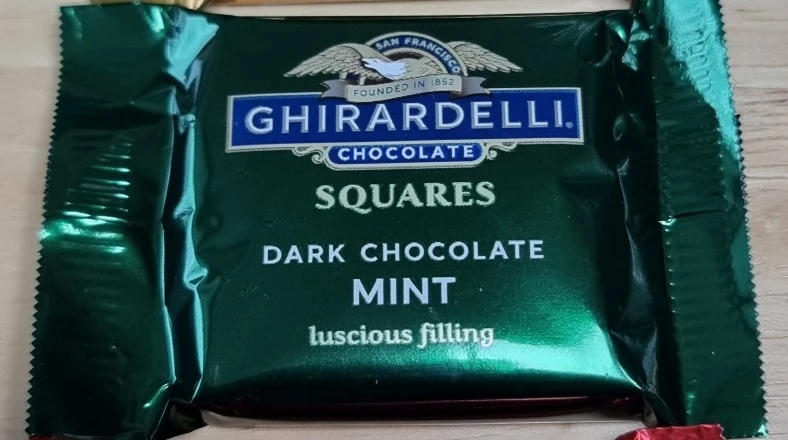 SAN FRANCISCO
FOUNDED IN 1852
GHIRARDELLI®
CHOCOLATE
SQUARES
DARK CHOCOLATE
MINT
luscious filling